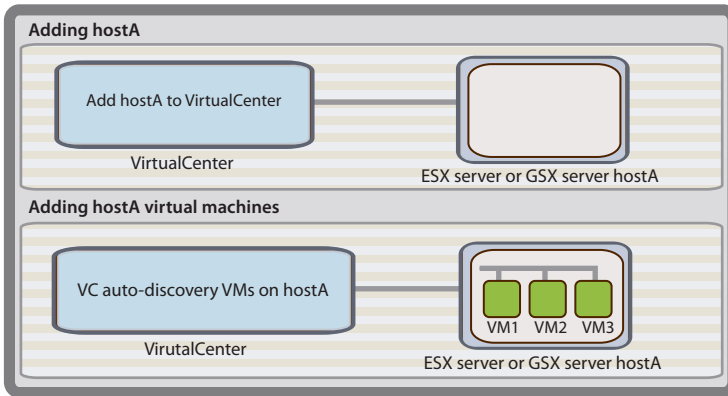 Adding hostA
Add hostA to VirtualCenter
VirtualCenter
ESX server or GSX server hostA
Adding hostA virtual machines
VC auto-discovery VMs on hostA
VM1 VM2 VM3
VirutalCenter
ESX server or GSX server hostA